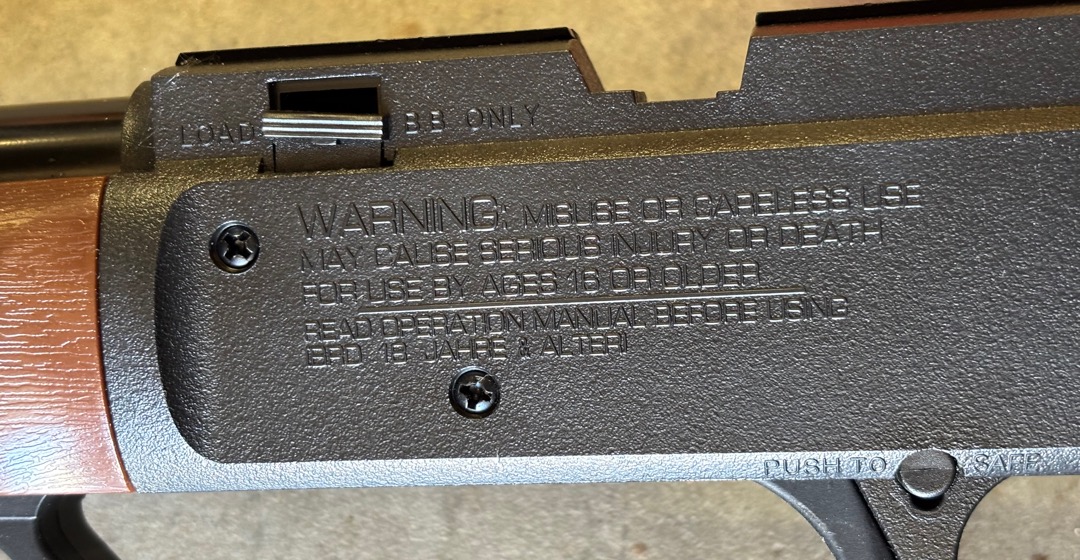 LOAD BB ONLY
WARNING: MISUSE OR CARELESS USE
MAY CAUSE SERIOUS INJURY OR DEATH
FOR USE BY AGES 16 OR OLDER
READ OPERATION MANUAL BEFORE USING
(BRD 18 JAHRE & ALTER)
PUSH TO SAFE